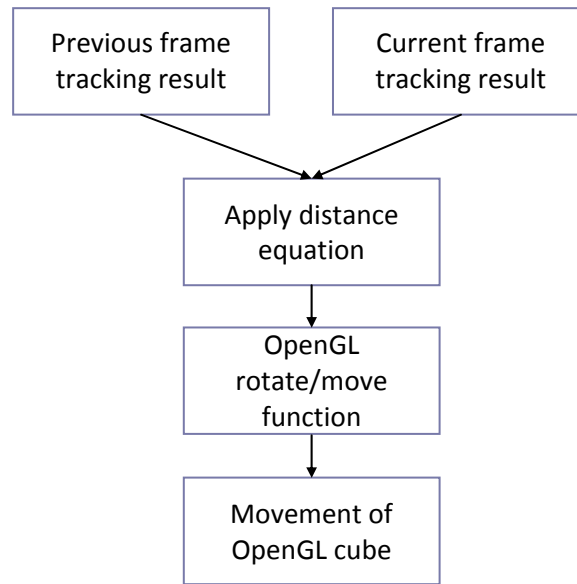 Previous frame
tracking result
Current frame
tracking result
Apply distance
equation
OpenGL
rotate/move
function
Movement of
OpenGL cube